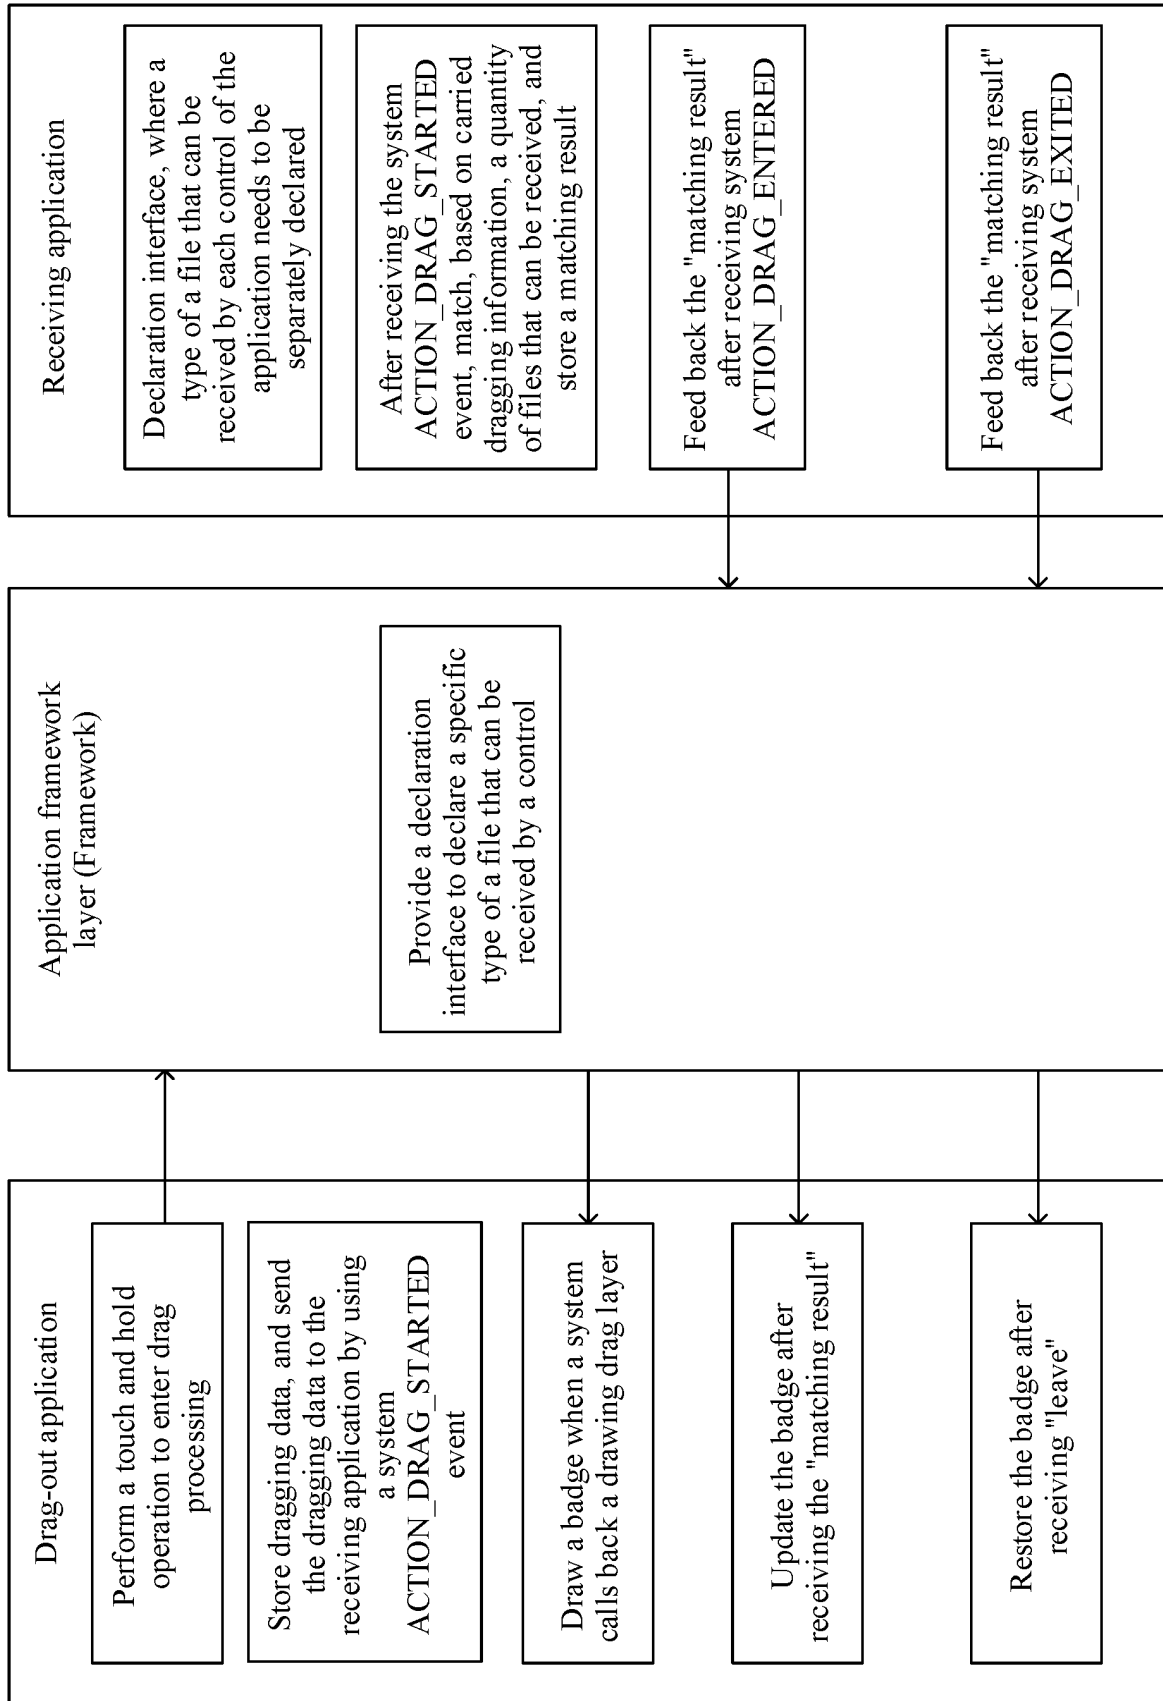 Drag-out application
Perform a touch and hold
operation to enter drag
processing
Store dragging data, and send
the dragging data to the
receiving application by using
a system
ACTION_DRAG_STARTED
event
Draw a badge when a system
calls back a drawing drag layer
Update the badge after
receiving the "matching result"
Restore the badge after
receiving "leave"
Application framework
layer (Framework)
Provide a declaration
interface to declare a specific
type of a file that can be
received by a control
Receiving application
Declaration interface, where a
type of a file that can be
received by each control of the
application needs to be
separately declared
After receiving the system
ACTION_DRAG_STARTED
event, match, based on carried
dragging information, a quantity
of files that can be received, and
store a matching result
Feed back the "matching result"
after receiving system
ACTION_DRAG_ENTERED
Feed back the "matching result"
after receiving system
ACTION_DRAG_EXITED